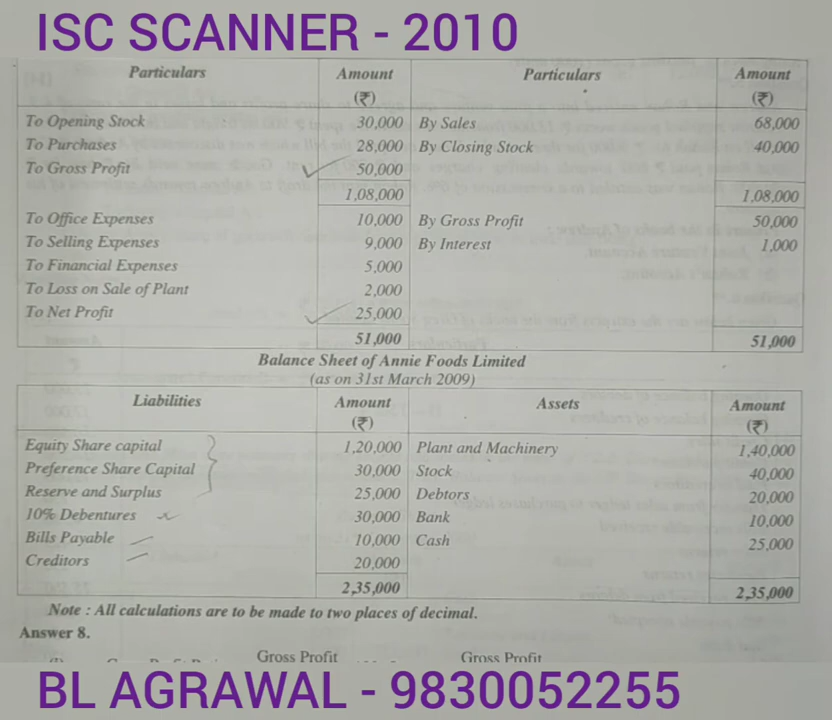 ISC SCANNER - 2010
Particulars Amount Particulars Amount
(₹) (₹)
To Opening Stock 30,000 By Sales 68,000
To Purchases 28,000 By Closing Stock 40,000
To Gross Profit 50,000
1,08,000 1,08,000
To Office Expenses 10,000 By Gross Profit 50,000
To Selling Expenses 9,000 By Interest 1,000
To Financial Expenses 5,000
To Loss on Sale of Plant 2,000
To Net Profit 25,000
51,000 51,000
Balance Sheet of Annie Foods Limited
(as on 31st March 2009)
Liabilities Amount Assets Amount
(₹) (₹)
Equity Share capital 1,20,000 Plant and Machinery 1,40,000
Preference Share Capital 30,000 Stock 40,000
Reserve and Surplus 25,000 Debtors 20,000
10% Debentures 30,000 Bank 10,000
Bills Payable 10,000 Cash 25,000
Creditors 20,000
2,35,000 2,35,000
Note : All calculations are to be made to two places of decimal.
Answer 8.
Gross Profit Gross Profit
BL AGRAWAL - 9830052255